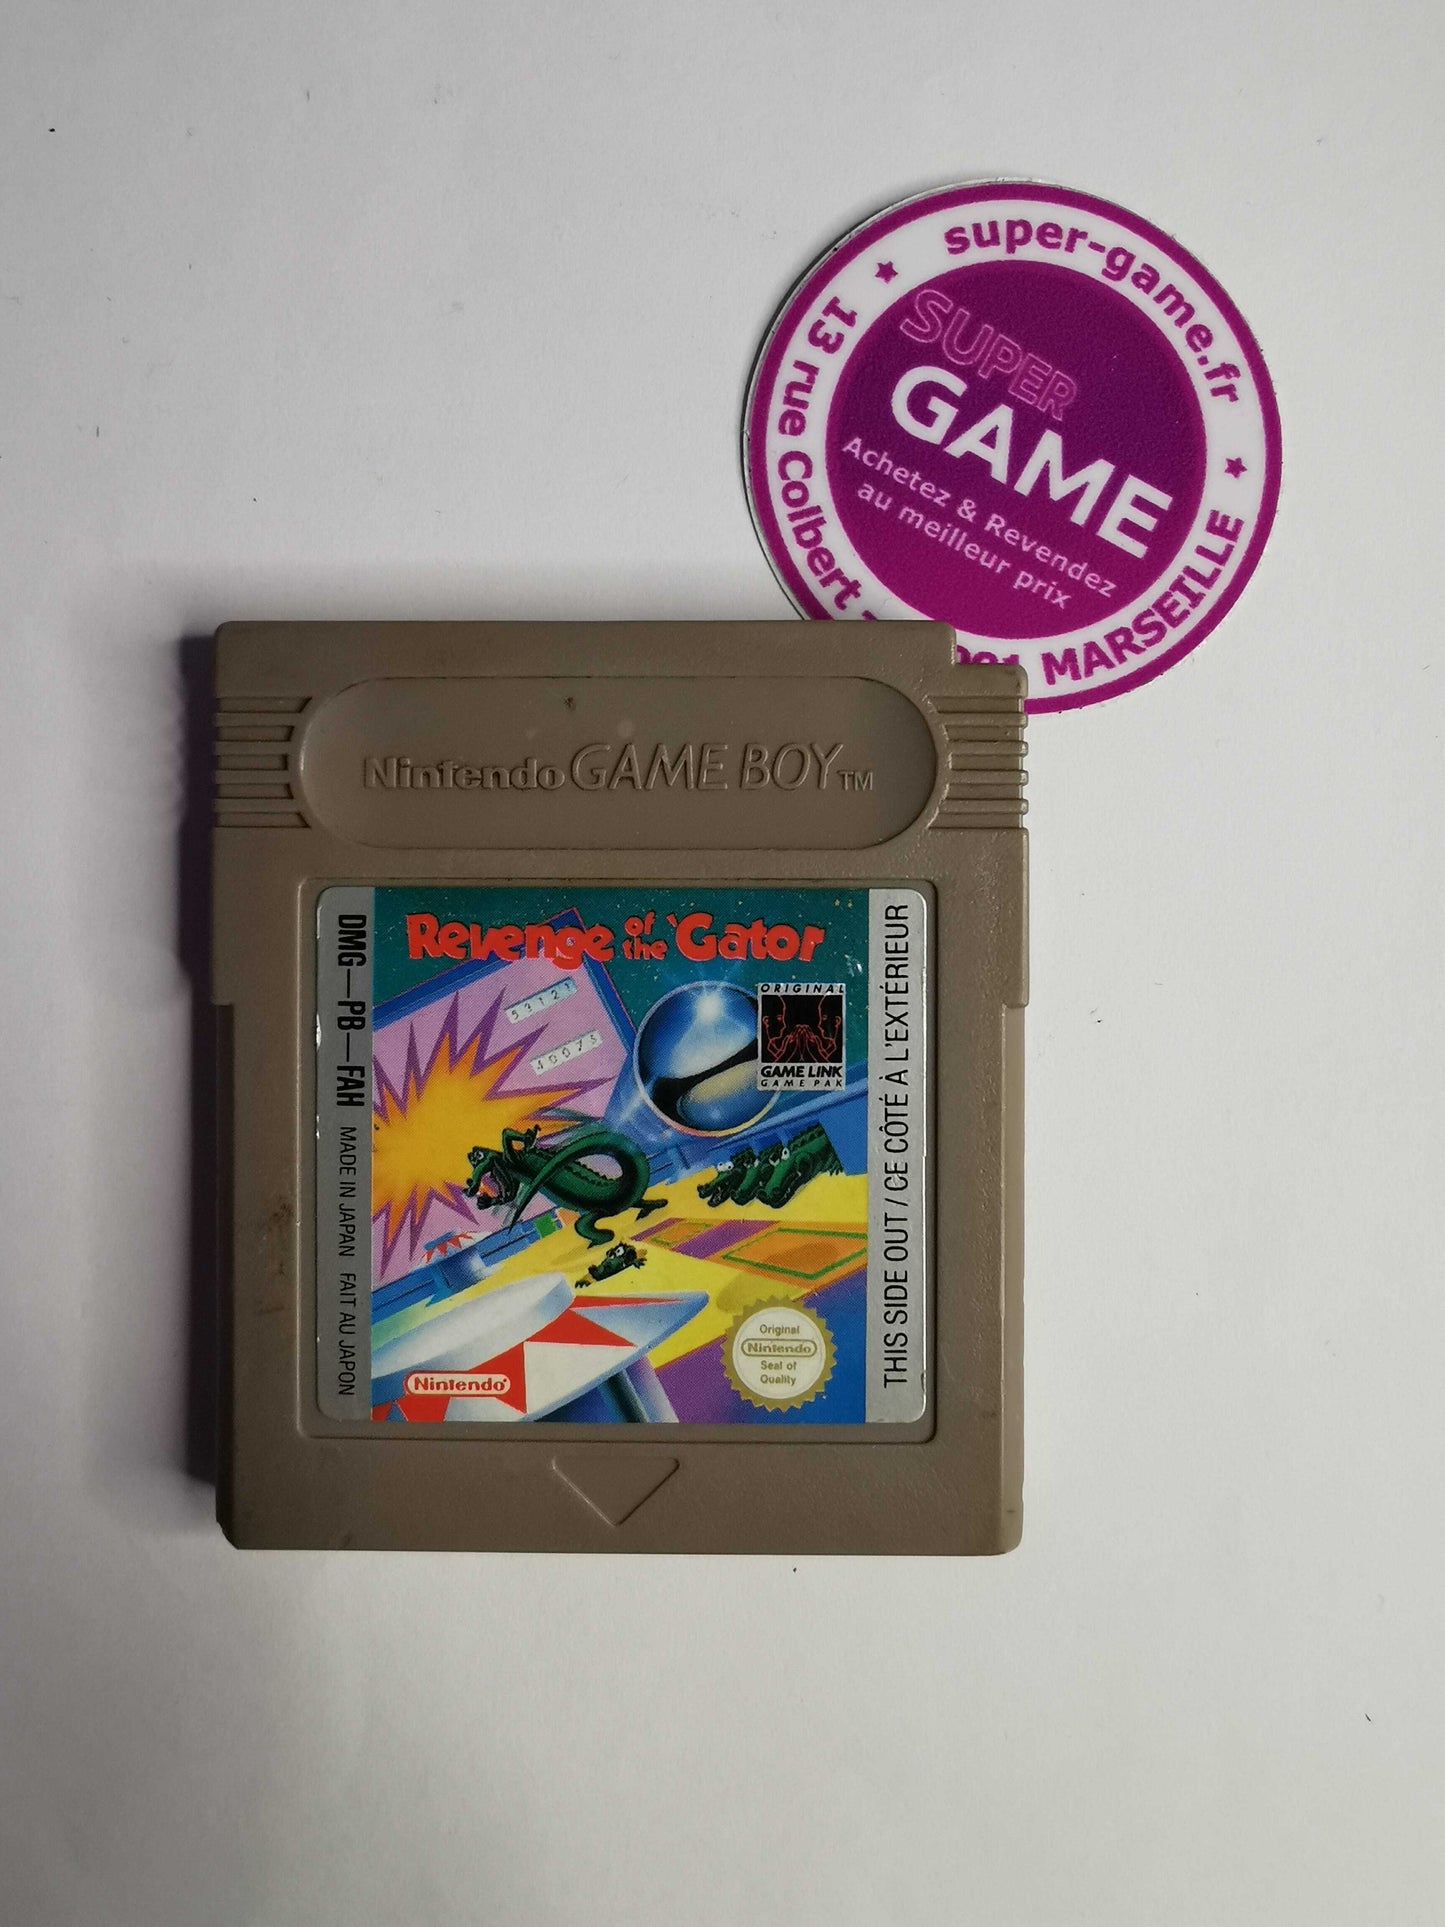 super-game.fr
★ 13 rue Colbert -
MARSEILLE ★
SUPER
GAME
Achetez & Revendez
au meilleur prix
Nintendo GAME BOY TM
Revenge of the 'Gator
DMG-PB-FAH MADE IN JAPAN FAIT AU JAPON
53121
40075
ORIGINAL
GAME LINK
GAME PAK
THIS SIDE OUT/CE CÔTÉ À L'EXTÉRIEUR
Original
Nintendo
Seal of
Quality
Nintendo®